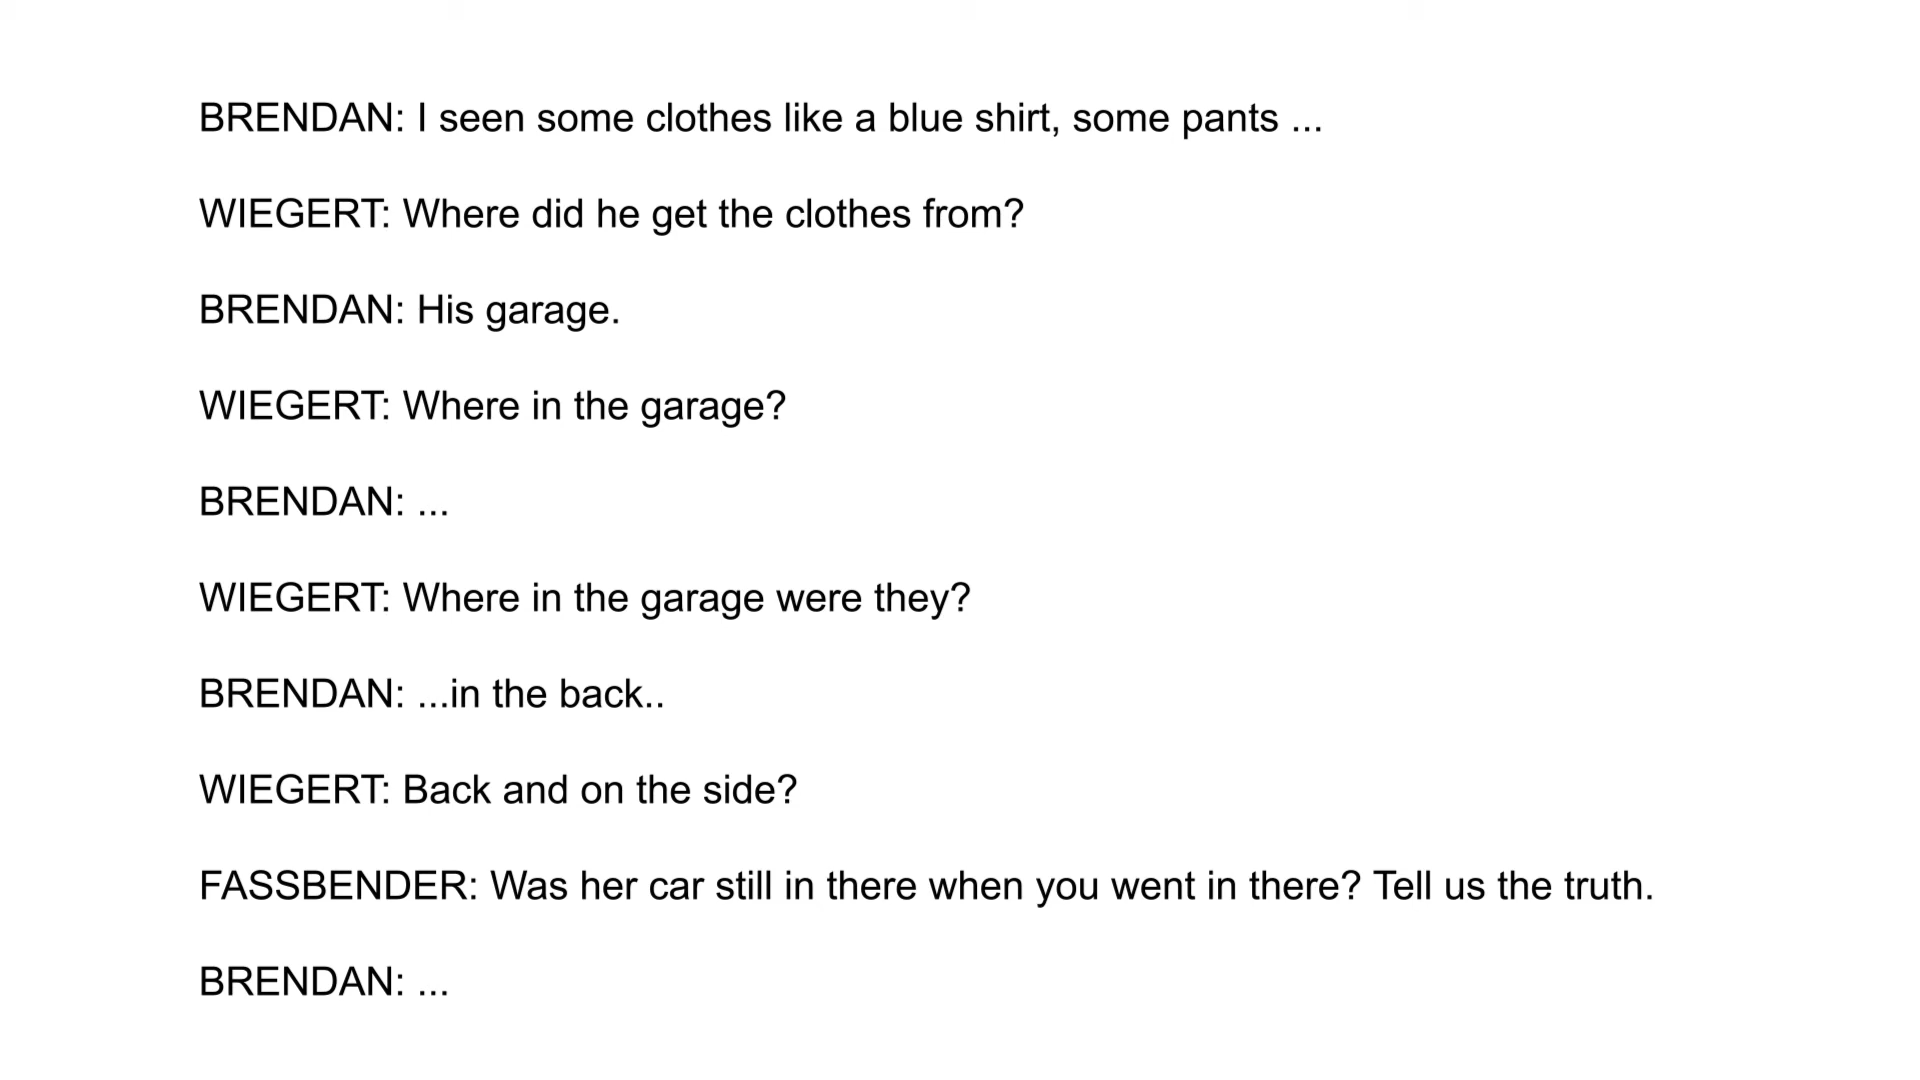 BRENDAN: I seen some clothes like a blue shirt, some pants ...
WIEGERT: Where did he get the clothes from?
BRENDAN: His garage.
WIEGERT: Where in the garage?
BRENDAN: ...
WIEGERT: Where in the garage were they?
BRENDAN: ...in the back..
WIEGERT: Back and on the side?
FASSBENDER: Was her car still in there when you went in there? Tell us the truth.
BRENDAN: ...